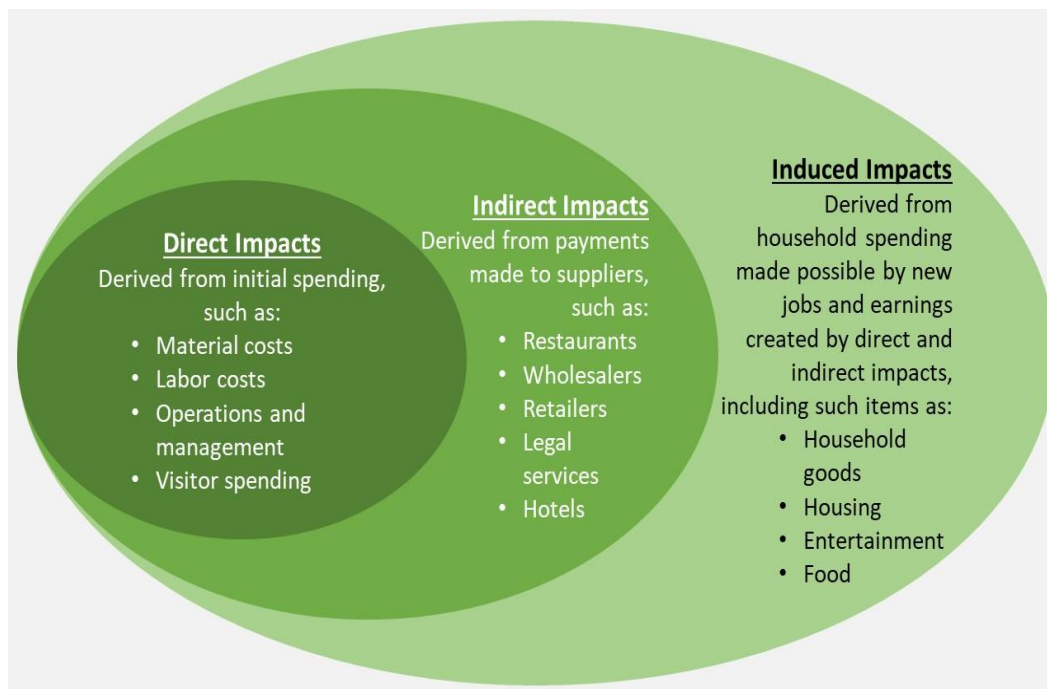 Direct Impacts
Derived from initial spending,
such as:
• Material costs
• Labor costs
• Operations and
management
• Visitor spending
Indirect Impacts
Derived from payments
made to suppliers,
such as:
• Restaurants
• Wholesalers
• Retailers
• Legal
services
• Hotels
Induced Impacts
Derived from
household spending
made possible by new
jobs and earnings
created by direct and
indirect impacts,
including such items as:
• Household
goods
• Housing
• Entertainment
• Food